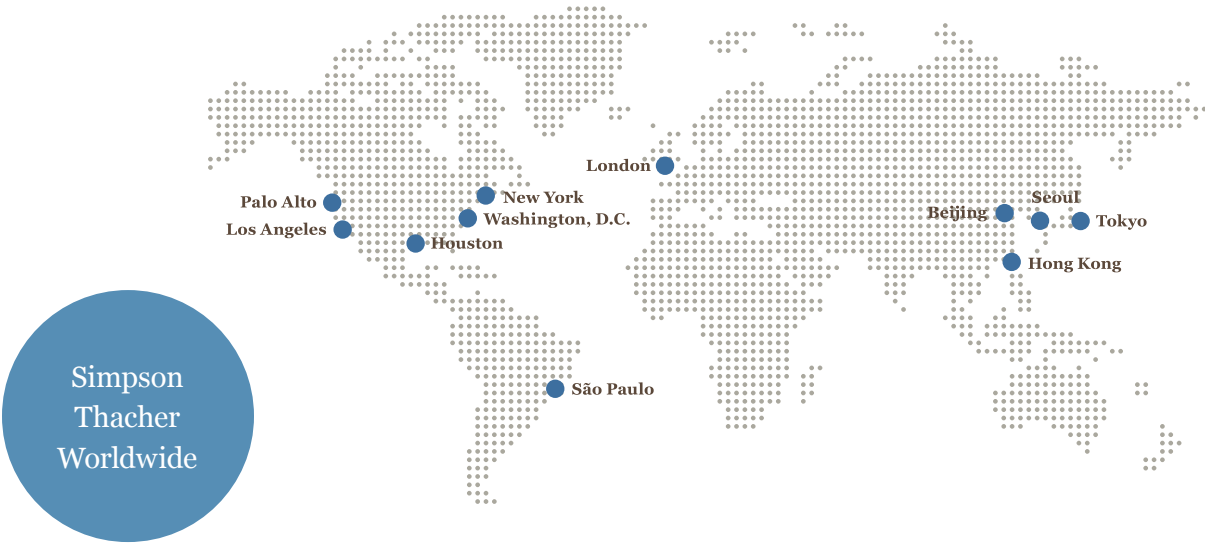 London
Palo Alto
New York
Seoul
Los Angeles
Washington, D.C.
Beijing
Tokyo
Houston
Hong Kong
São Paulo
Simpson
Thacher
Worldwide